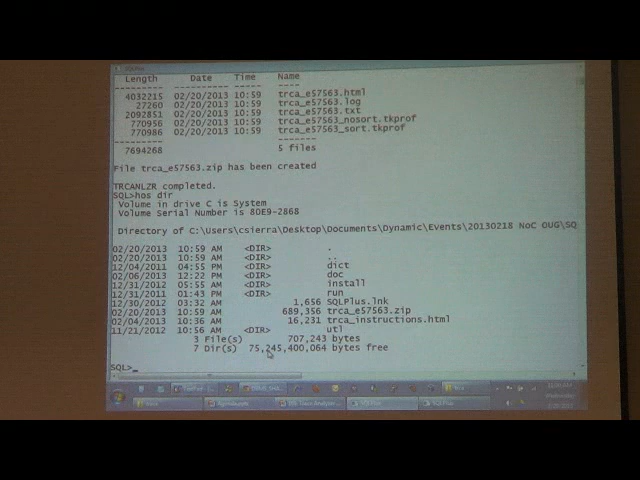 Length Date Time Name
4032215 02/20/2013 10:59 trca_e57563.html
27260 02/20/2013 10:59 trca_e57563.log
2092851 02/20/2013 10:59 trca_e57563.txt
770956 02/20/2013 10:59 trca_e57563_nosort.tkprof
770986 02/20/2013 10:59 trca_e57563_sort.tkprof
7694268 5 files
File trca_e57563.zip has been created
TRCANLZR completed.
SQL>hos dir
Volume in drive C is System
Volume Serial Number is 80E9-2868
Directory of C:\Users\csierra\Desktop\Documents\Dynamic\Events\20130218 NoC OUG\SQ
02/20/2013 10:59 AM <DIR> .
02/20/2013 10:59 AM <DIR> ..
12/04/2011 04:55 PM <DIR> dict
02/06/2013 12:22 PM <DIR> doc
12/31/2012 05:55 AM <DIR> install
12/31/2011 01:43 PM <DIR> run
12/30/2012 03:32 AM 1,656 SQLPlus.lnk
02/20/2013 10:59 AM 689,356 trca_e57563.zip
02/04/2013 10:36 AM 16,231 trca_instructions.html
11/21/2012 10:56 AM <DIR> utl
3 File(s) 707,243 bytes
7 Dir(s) 75,245,400,064 bytes free
SQL>_